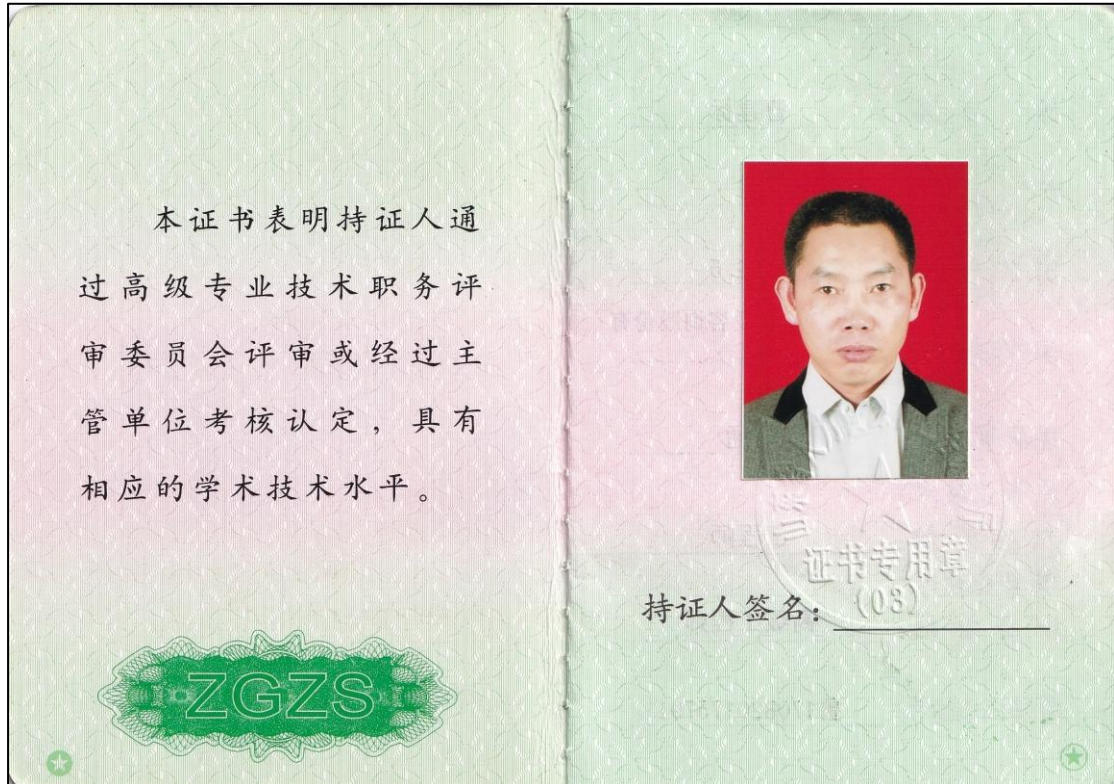 本证书表明持证人通
过高级专业技术职务评
审委员会评审或经过主
管单位考核认定，具有
相应的学术技术水平。
ZGZS
证书专用章
(03)
持证人签名：